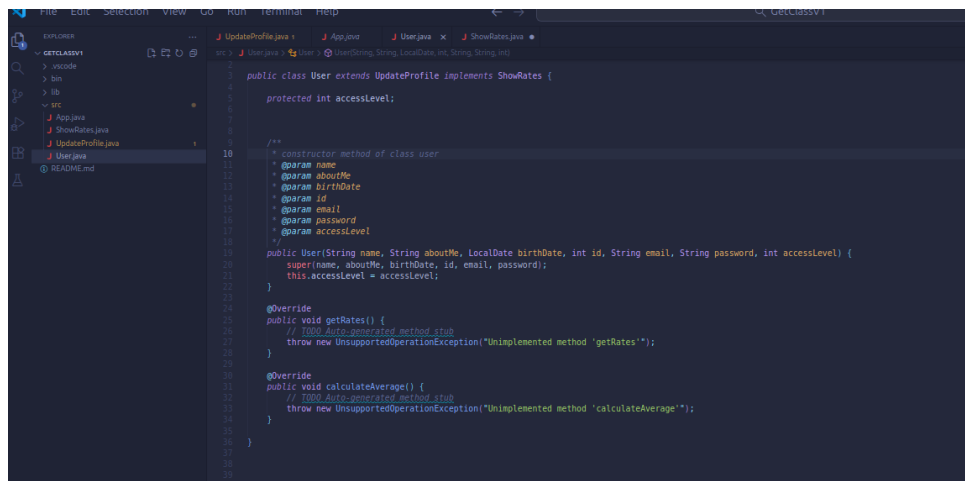 File Edit Selection View Go Run Terminal Help
GetClassV1
EXPLORER
GETCLASSV1
.vscode
bin
lib
src
App.java
ShowRates.java
UpdateProfile.java 1
User.java
README.md
UpdateProfile.java 1 App.java User.java ShowRates.java
src > User.java > User > User(String, String, LocalDate, int, String, String, int)
2
3 public class User extends UpdateProfile implements ShowRates {
4
5 protected int accessLevel;
6
7
8
9 /**
10 * constructor method of class user
11 * @param name
12 * @param aboutMe
13 * @param birthDate
14 * @param id
15 * @param email
16 * @param password
17 * @param accessLevel
18 */
19 public User(String name, String aboutMe, LocalDate birthDate, int id, String email, String password, int accessLevel) {
20 super(name, aboutMe, birthDate, id, email, password);
21 this.accessLevel = accessLevel;
22 }
23
24 @Override
25 public void getRates() {
26 // TODO Auto-generated method stub
27 throw new UnsupportedOperationException("Unimplemented method 'getRates'");
28 }
29
30 @Override
31 public void calculateAverage() {
32 // TODO Auto-generated method stub
33 throw new UnsupportedOperationException("Unimplemented method 'calculateAverage'");
34 }
35
36 }
37
38
39